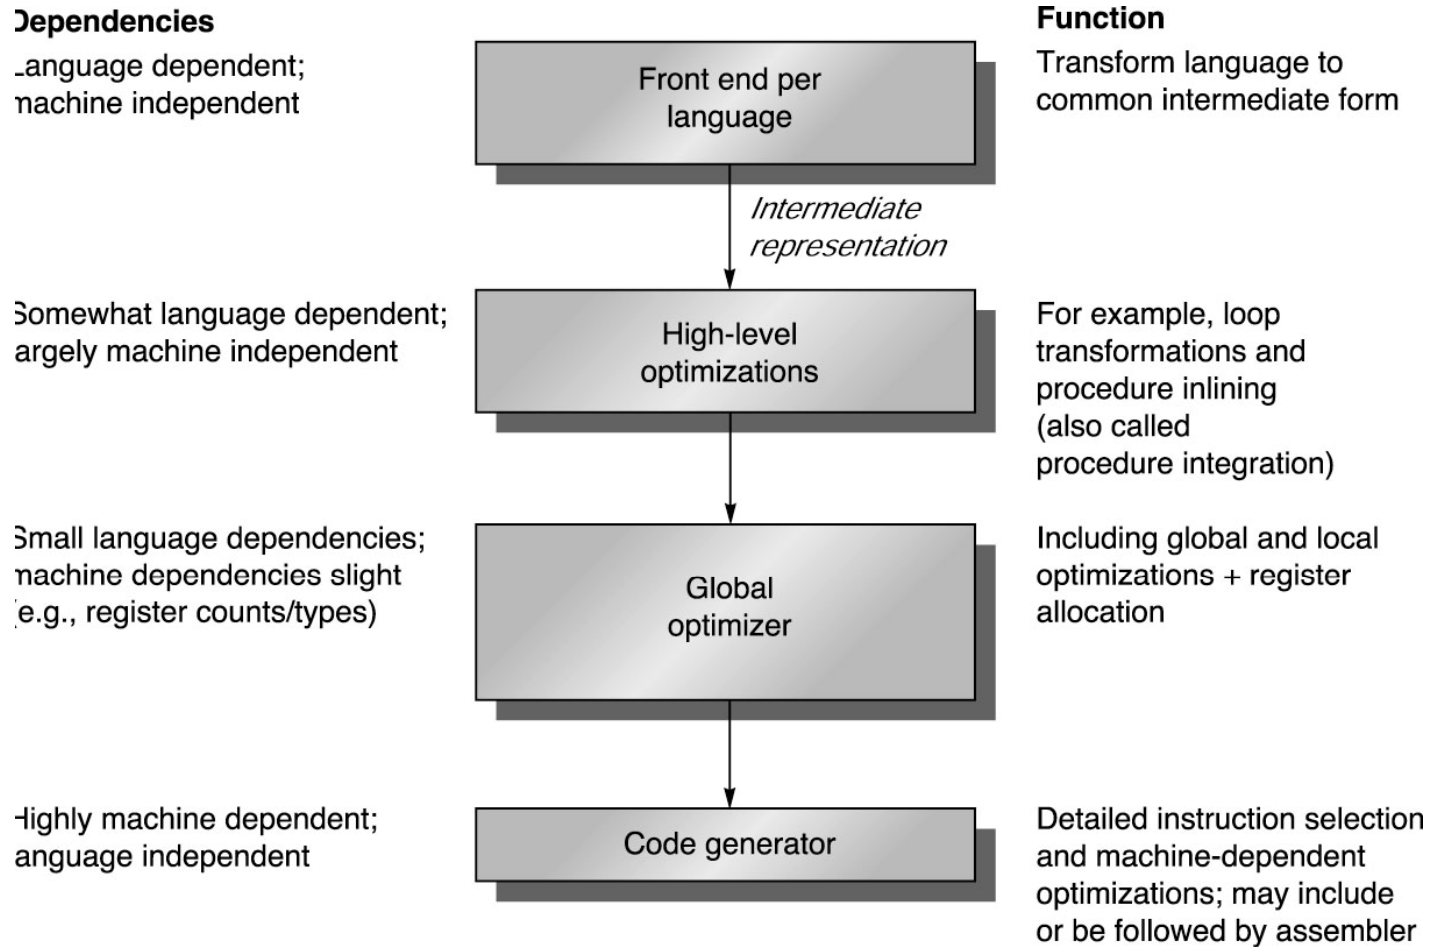 Dependencies
Language dependent;
machine independent
Front end per
language
Function
Transform language to
common intermediate form
Intermediate
representation
Somewhat language dependent;
largely machine independent
High-level
optimizations
For example, loop
transformations and
procedure inlining
(also called
procedure integration)
Small language dependencies;
machine dependencies slight
(e.g., register counts/types)
Global
optimizer
Including global and local
optimizations + register
allocation
Highly machine dependent;
language independent
Code generator
Detailed instruction selection
and machine-dependent
optimizations; may include
or be followed by assembler